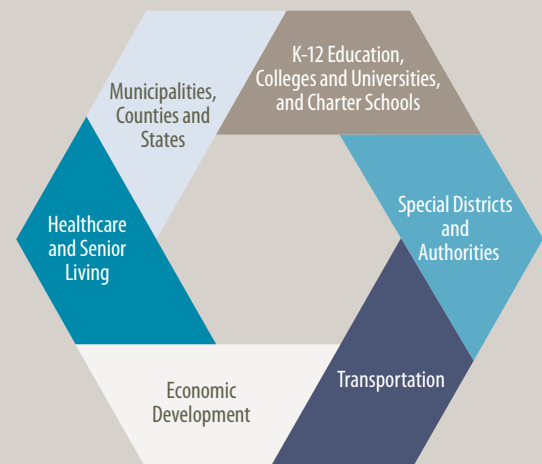 K-12 Education,
Colleges and Universities,
and Charter Schools
Municipalities,
Counties and
States
Special Districts
and
Authorities
Healthcare
and Senior
Living
Transportation
Economic
Development